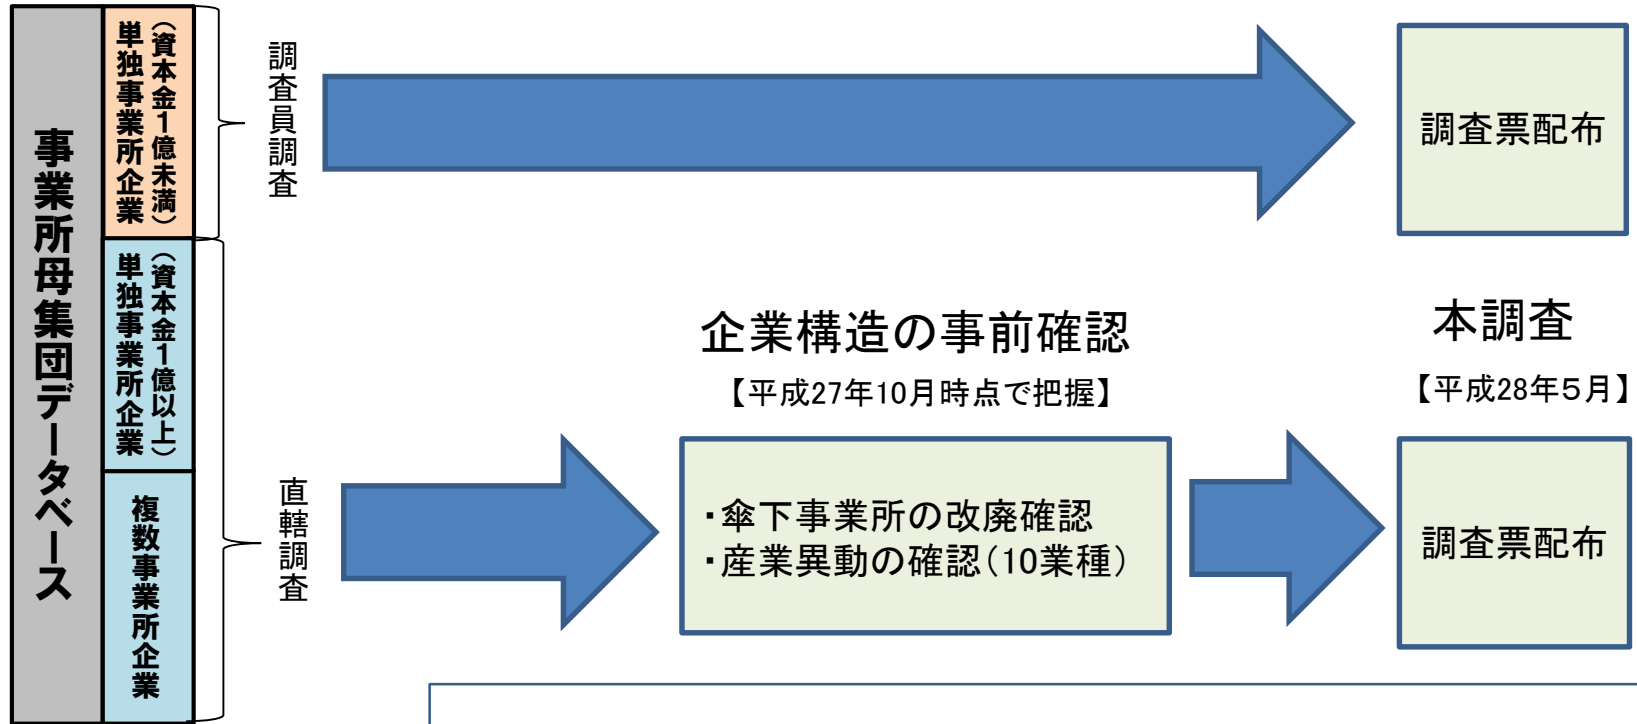 事業所母集団データベース
単独事業所企業
（資本金１億未満）
調査員調査
調査票配布
単独事業所企業
（資本金１億以上）
複数事業所企業
直轄調査
企業構造の事前確認
【平成27年10月時点で把握】
・傘下事業所の改廃確認
・産業異動の確認（10業種）
本調査
【平成28年５月】
調査票配布